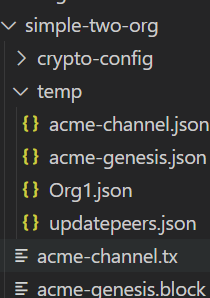 simple-two-org
crypto-config
temp
{} acme-channel.json
{} acme-genesis.json
{} Org1.json
{} updatepeers.json
acme-channel.tx
acme-genesis.block